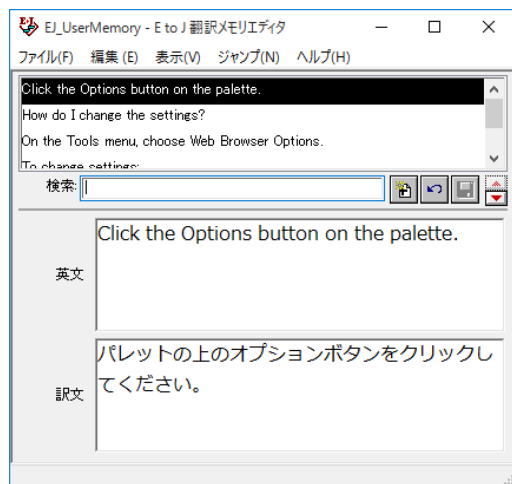 EJ_UserMemory - E to J 翻訳メモリエディタ
ファイル(F) 編集(E) 表示(V) ジャンプ(N) ヘルプ(H)
Click the Options button on the palette.
How do I change the settings?
On the Tools menu, choose Web Browser Options.
To change settings:
検索:
Click the Options button on the palette.
英文
パレットの上のオプションボタンをクリックし
てください。
訳文